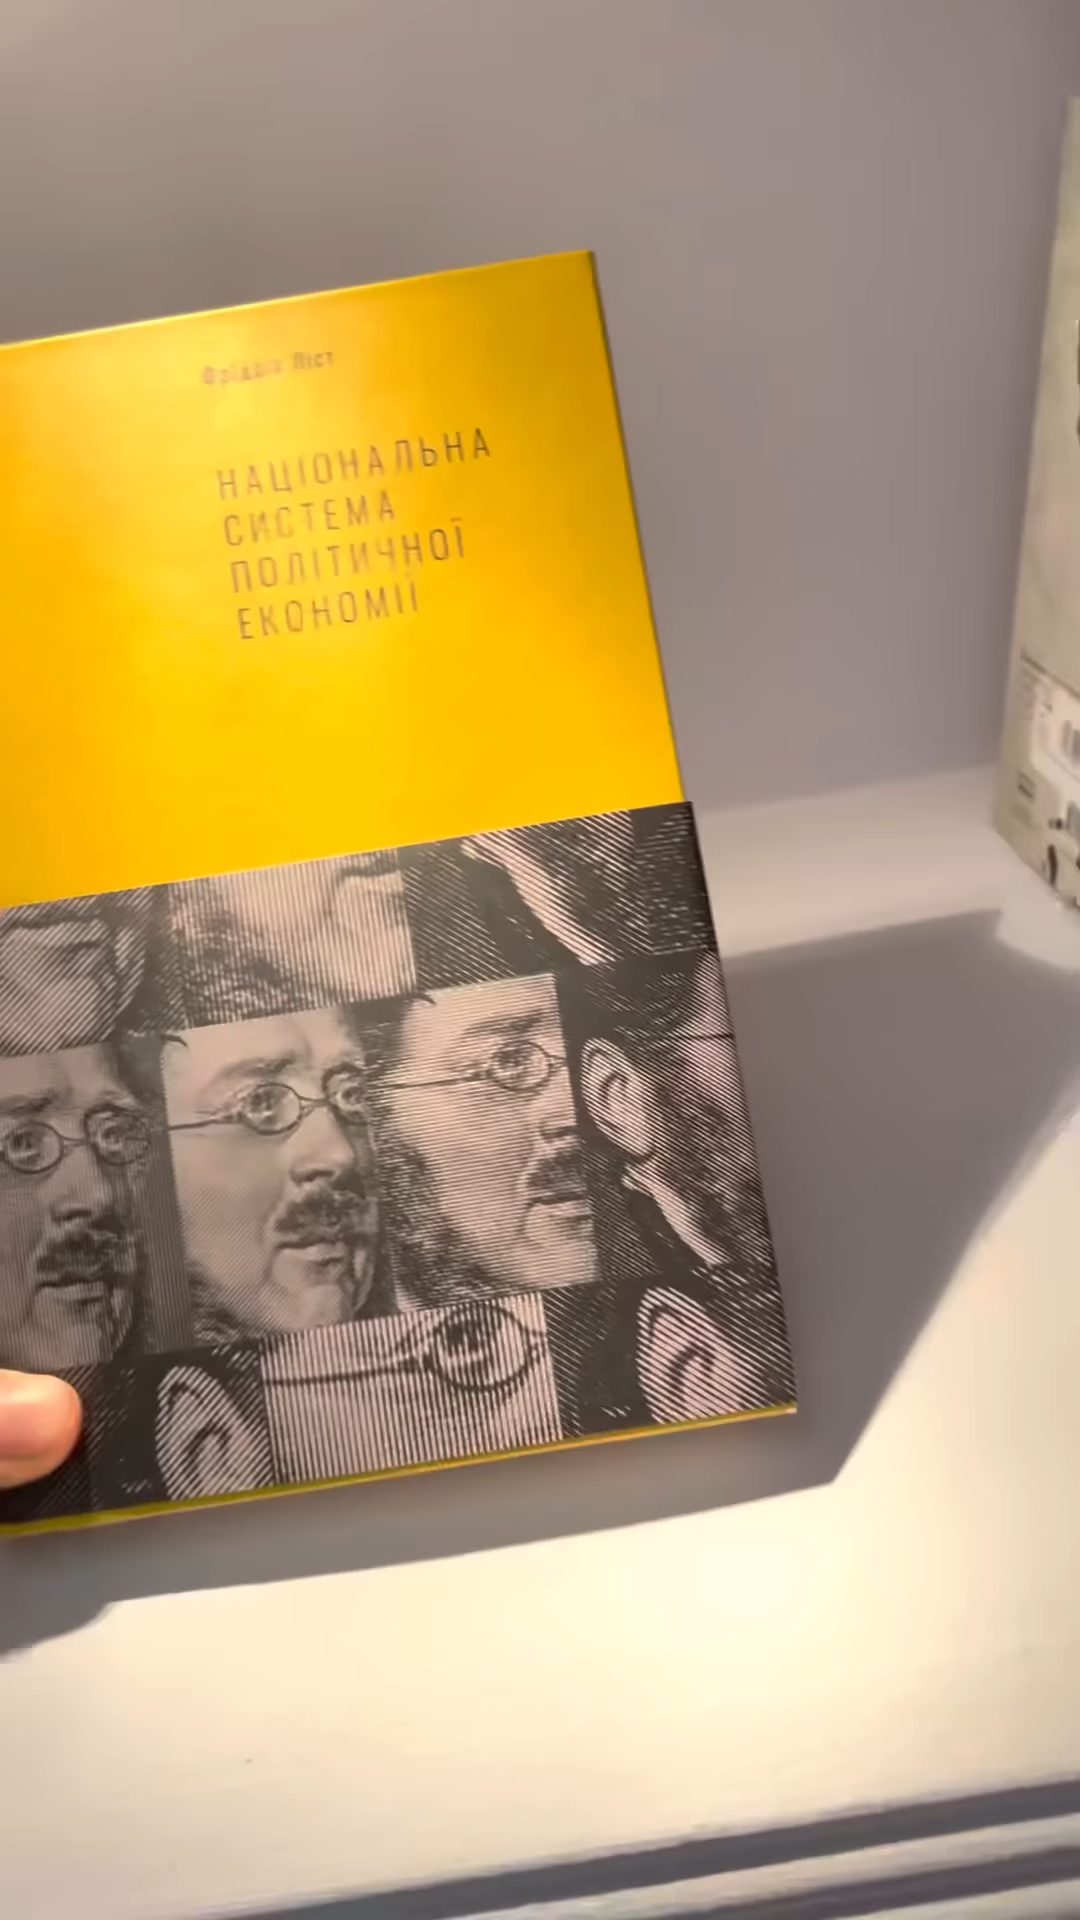 Фрідріх Ліст
НАЦІОНАЛЬНА
СИСТЕМА
ПОЛІТИЧНОЇ
ЕКОНОМІЇ